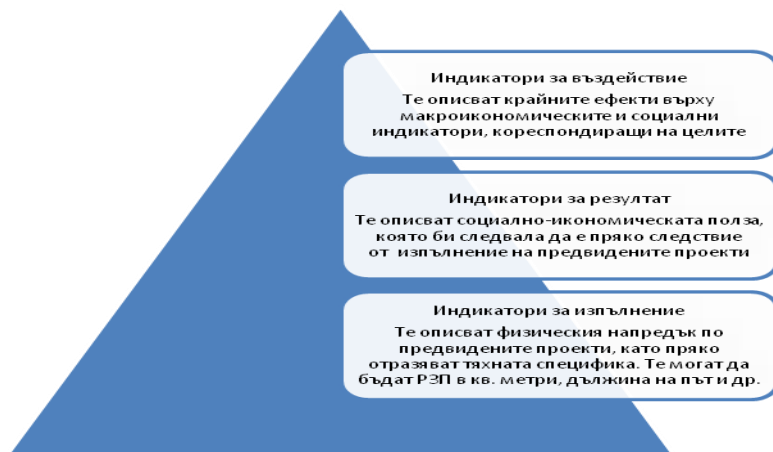 Индикатори за въздействие
Те описват крайните ефекти върху
макроикономическите и социални
индикатори, кореспондиращи на целите
Индикатори за резултат
Те описват социално-икономическата полза,
която би следвала да е пряко следствие
от изпълнение на предвидените проекти
Индикатори за изпълнение
Те описват физическия напредък по
предвидените проекти, като пряко
отразяват тяхната специфика. Те могат да
бъдат РЗП в кв. метри, дължина на път и др.